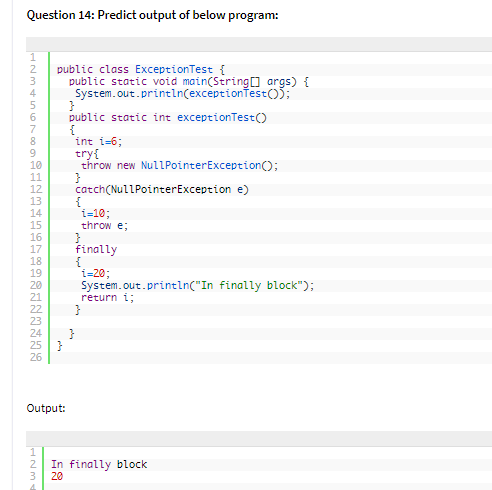 Question 14: Predict output of below program:
1
2 public class ExceptionTest {
3 public static void main(String[] args) {
4 System.out.println(exceptionTest());
5 }
6 public static int exceptionTest()
7 {
8 int i=6;
9 try{
10 throw new NullPointerException();
11 }
12 catch(NullPointerException e)
13 {
14 i=10;
15 throw e;
16 }
17 finally
18 {
19 i=20;
20 System.out.println("In finally block");
21 return i;
22 }
23
24 }
25 }
26
Output:
1
2 In finally block
3 20
4